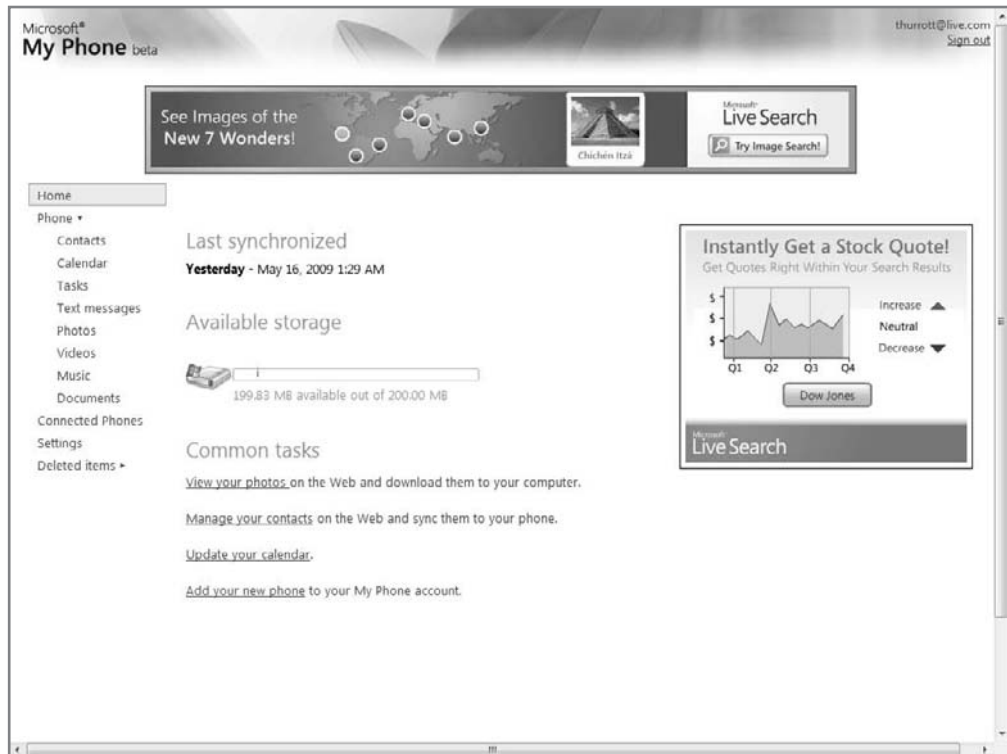 Microsoft®
My Phone beta
thurrott@live.com
Sign out
See Images of the
New 7 Wonders!
Chichén Itzá
Microsoft®
Live Search
Try Image Search!
Home
Phone ▾
Contacts
Calendar
Tasks
Text messages
Photos
Videos
Music
Documents
Connected Phones
Settings
Deleted items ▸
Last synchronized
Yesterday - May 16, 2009 1:29 AM
Available storage
199.83 MB available out of 200.00 MB
Common tasks
View your photos on the Web and download them to your computer.
Manage your contacts on the Web and sync them to your phone.
Update your calendar.
Add your new phone to your My Phone account.
Instantly Get a Stock Quote!
Get Quotes Right Within Your Search Results
$
$
$
Q1 Q2 Q3 Q4
Increase ▲
Neutral
Decrease ▼
Dow Jones
Microsoft®
Live Search